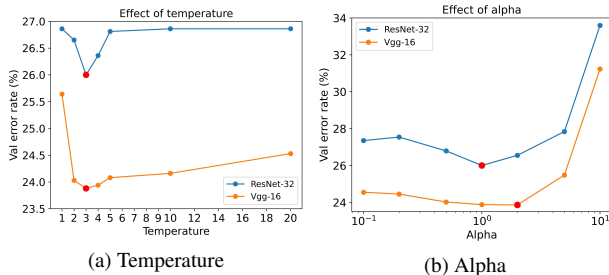 Effect of temperature
27.0
26.5
26.0
25.5
25.0
24.5
24.0
23.5
Val error rate (%)
ResNet-32
Vgg-16
1 2 3 4 5 6 7 8 9 10 20
Temperature
(a) Temperature
Effect of alpha
34
32
30
28
26
24
Val error rate (%)
ResNet-32
Vgg-16
10⁻¹ 10⁰ 10¹
Alpha
(b) Alpha